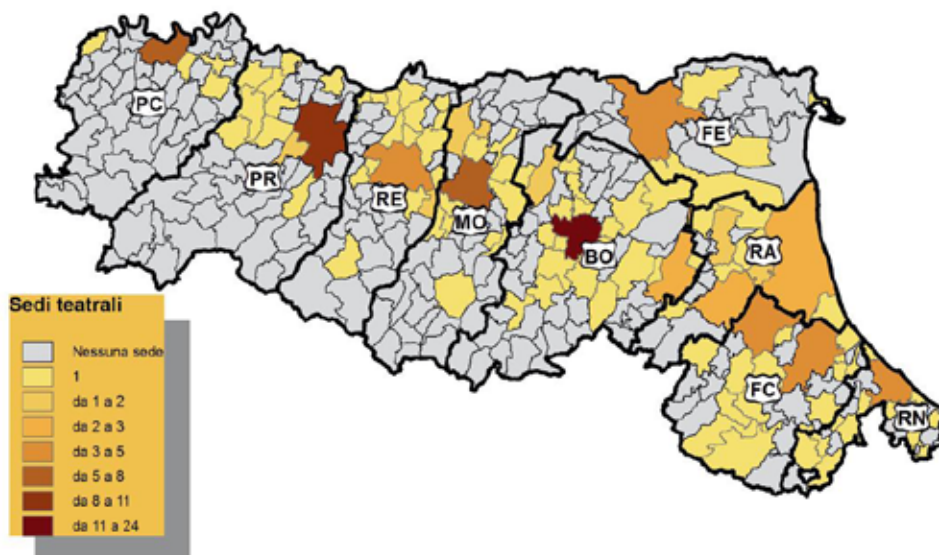 PC
PR
RE
MO
BO
FE
RA
FC
RN
Sedi teatrali
Nessuna sede
1
da 1 a 2
da 2 a 3
da 3 a 5
da 5 a 8
da 8 a 11
da 11 a 24